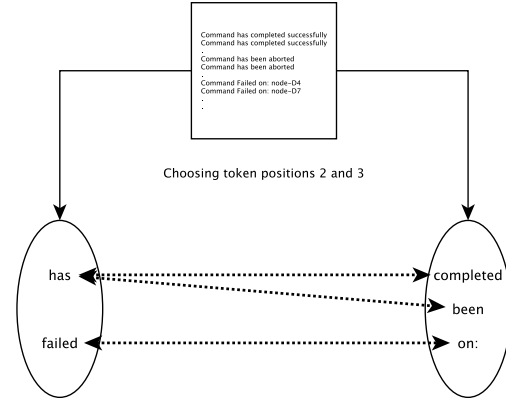 Command has completed successfully
Command has completed successfully
.
Command has been aborted
Command has been aborted
.
Command Failed on: node-D4
Command Failed on: node-D7
.
.
Choosing token positions 2 and 3
has
completed
been
failed
on: